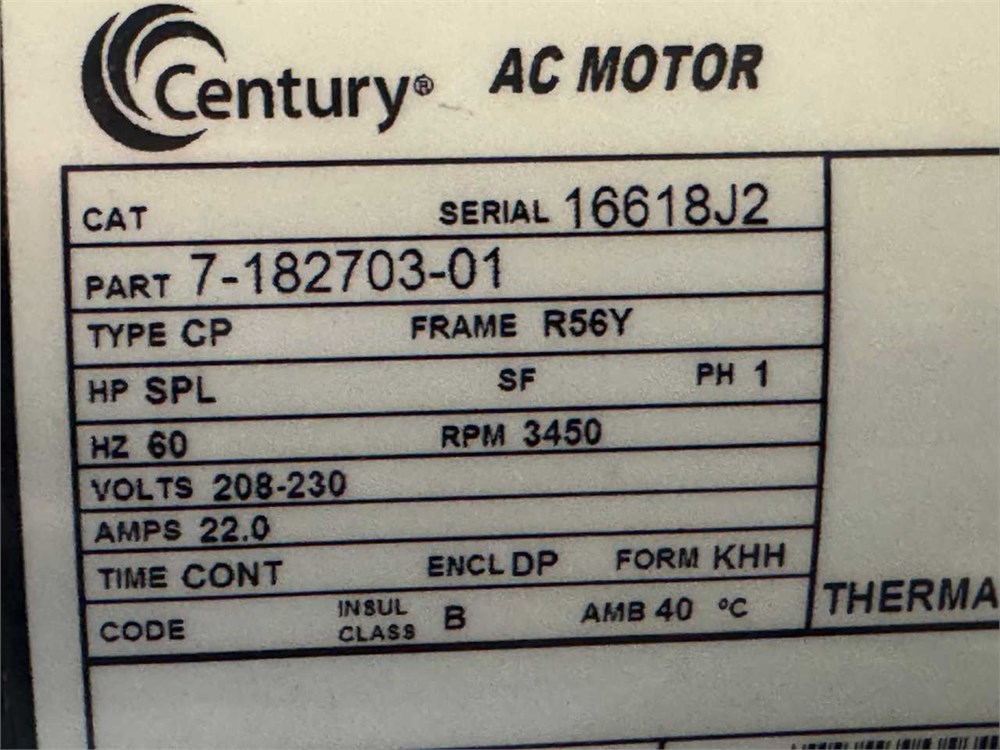 Century® AC MOTOR
CAT SERIAL 16618J2
PART 7-182703-01
TYPE CP FRAME R56Y
HP SPL SF PH 1
HZ 60 RPM 3450
VOLTS 208-230
AMPS 22.0
TIME CONT ENCL DP FORM KHH
CODE INSUL CLASS B AMB 40 °C
THERMA